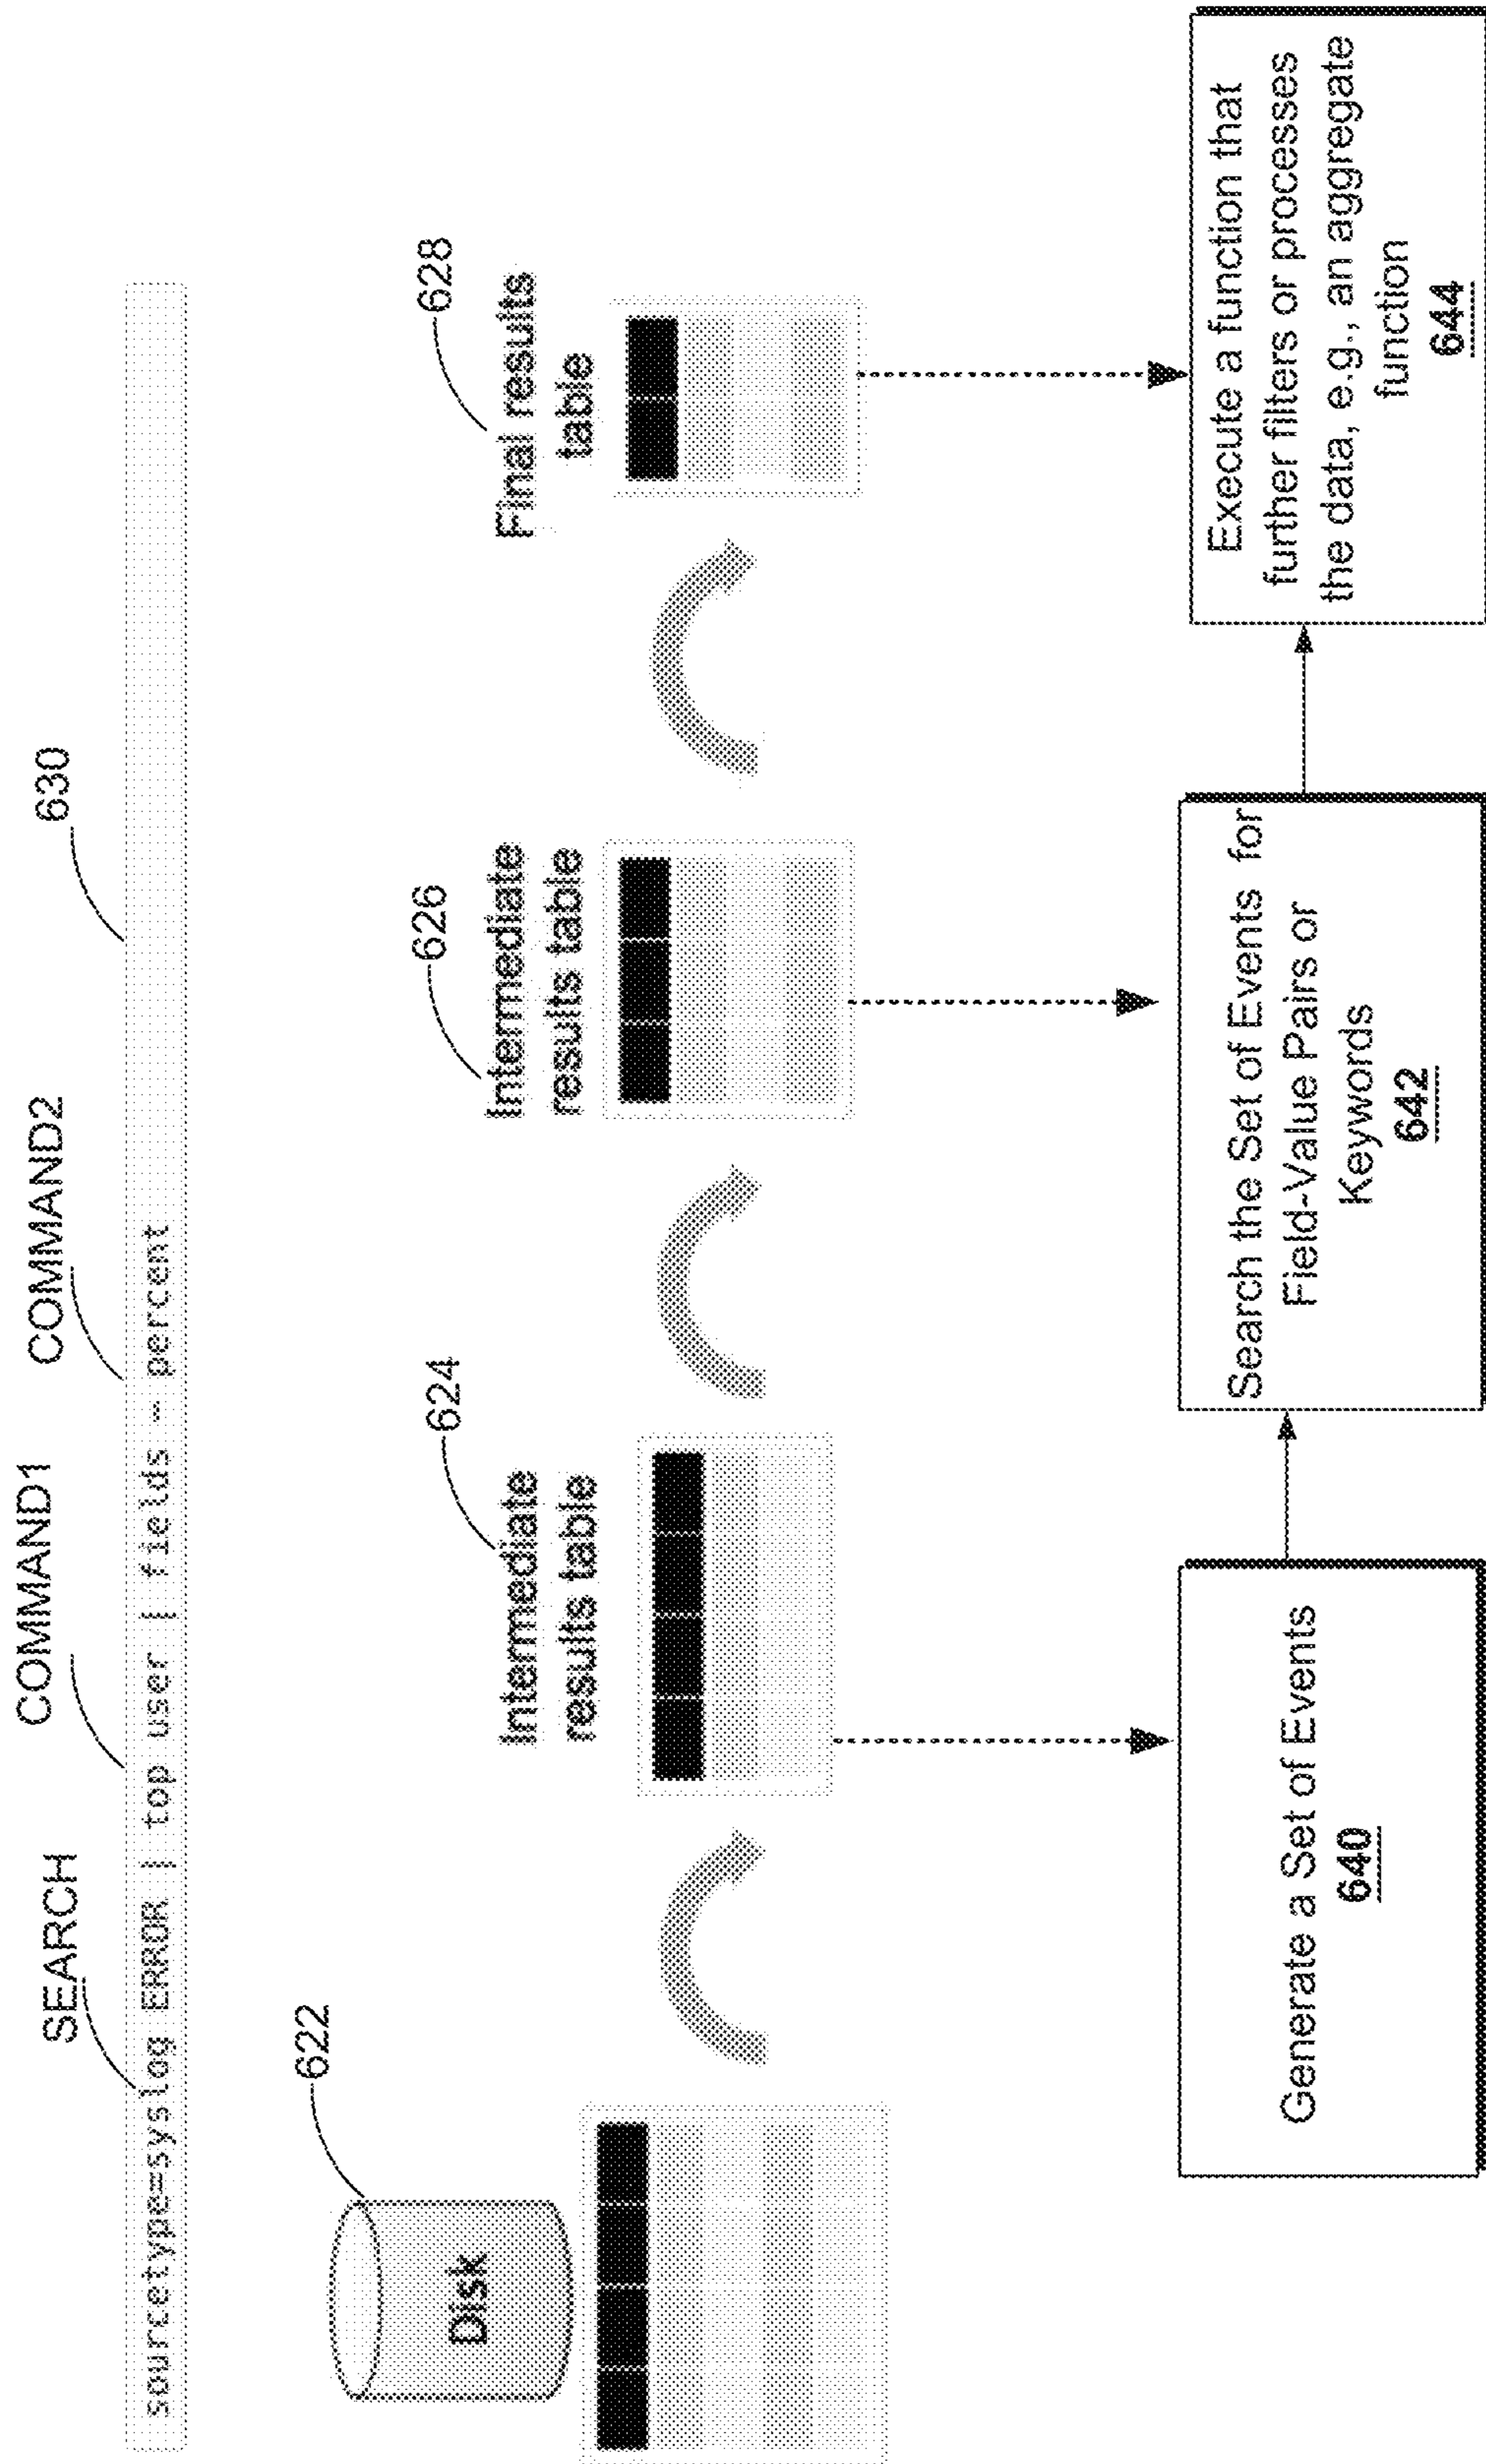 SEARCH
COMMAND1
COMMAND2
630
sourcetype=syslog ERROR | top user | fields – percent
622
Disk
624
Intermediate
results table
626
Intermediate
results table
628
Final results
table
Generate a Set of Events
640
Search the Set of Events for
Field-Value Pairs or
Keywords
642
Execute a function that
further filters or processes
the data, e.g., an aggregate
function
644